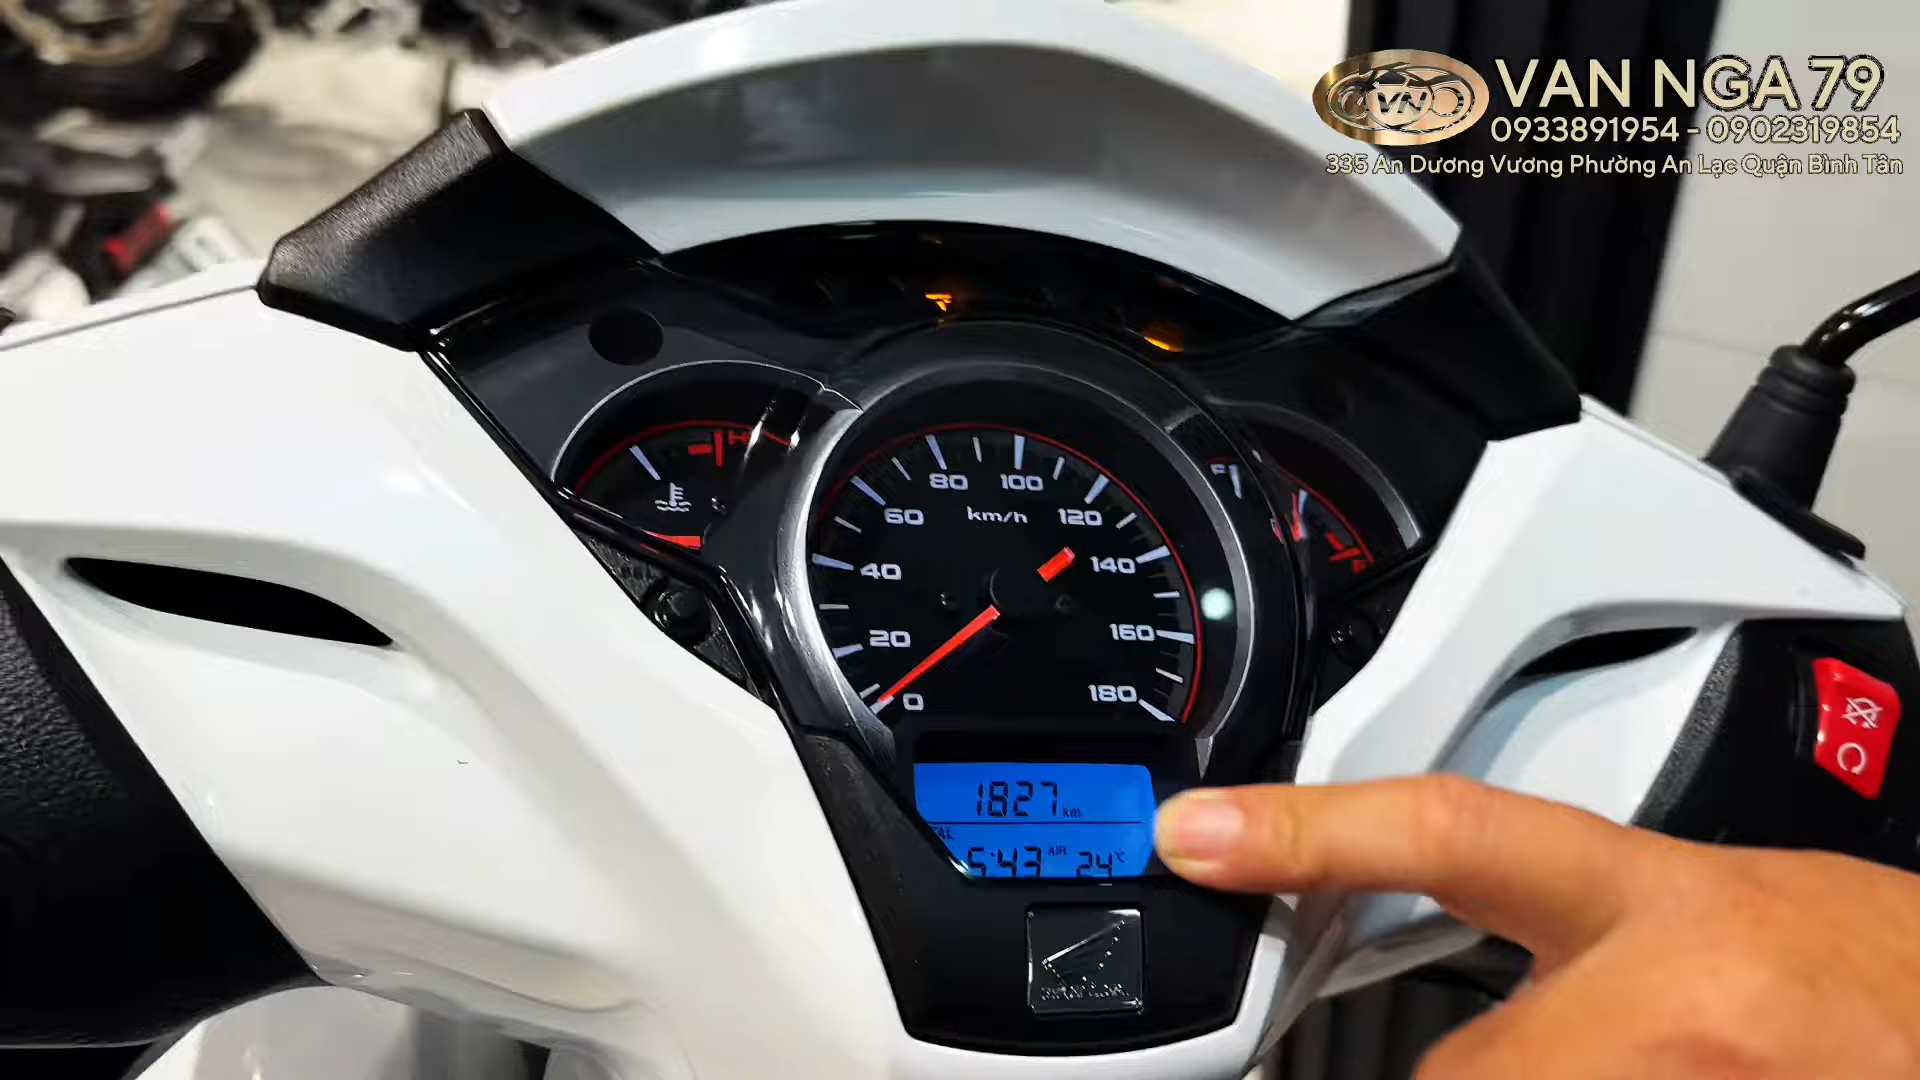 VAN NGA 79
0933891954 - 0902319854
335 An Dương Vương Phường An Lạc Quận Bình Tân
H
80 100
60 km/h 120
F
40 140
20 160
0 180
1827 km
5:43 AIR 24°C